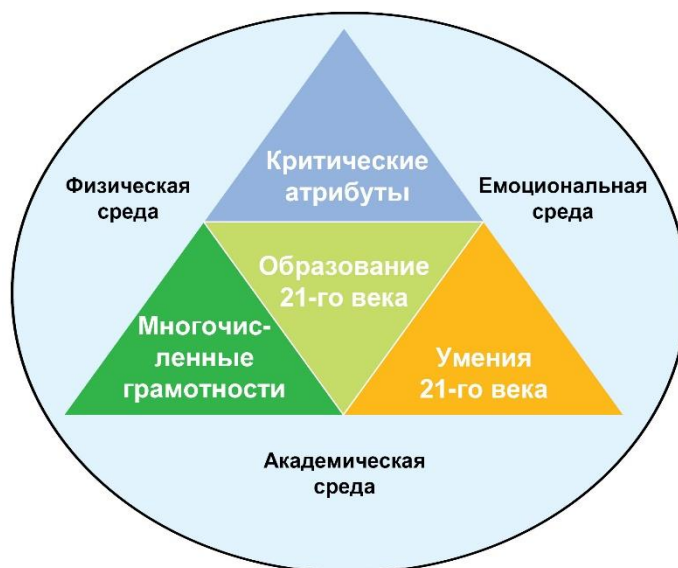 Критические
атрибуты
Физическая
среда
Емоциональная
среда
Образование
21-го века
Многочис-
ленные
грамотности
Умения
21-го века
Академическая
среда